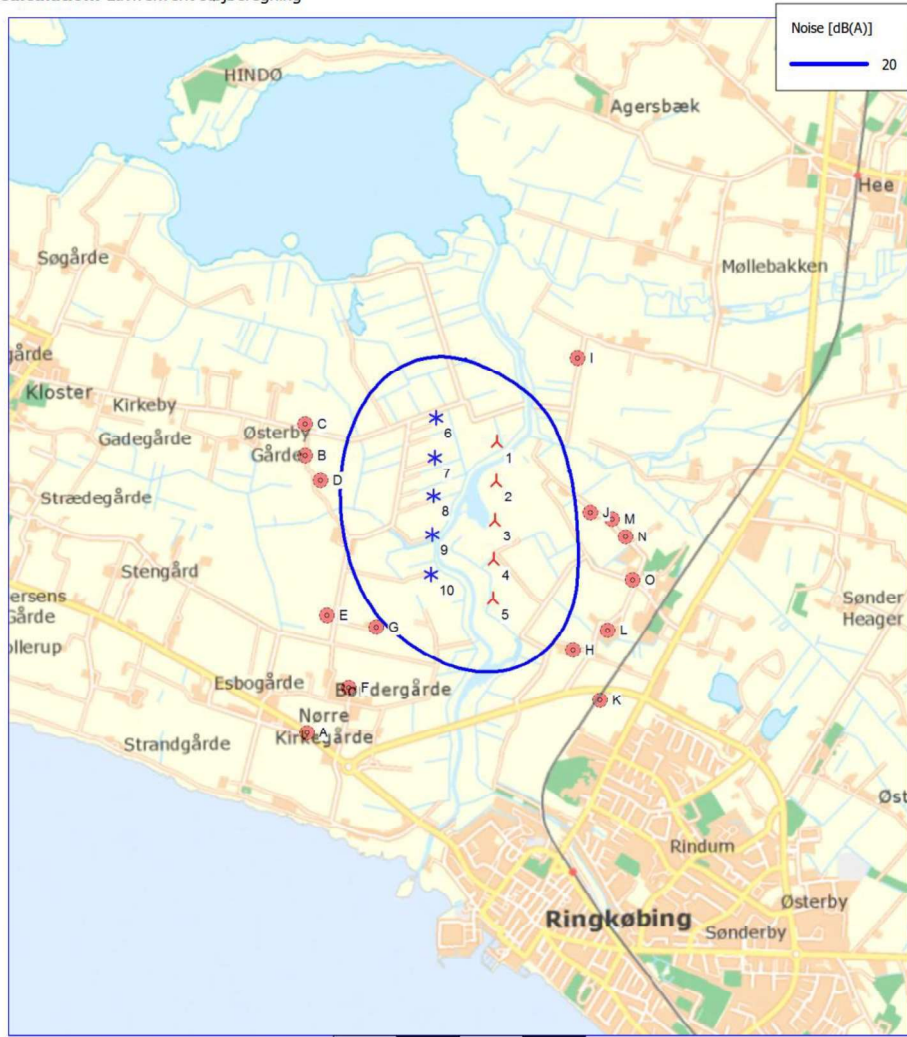 Noise [dB(A)]
20
HINDØ
Agersbæk
Hee
Søgårde
Møllebakken
gårde
I
Kloster
Kirkeby
C
6
Gadegårde
Østerby
B
1
Gårde
7
D
2
Strædegårde
8
J
M
3
N
9
Stengård
4
10
O
ersens
Gårde
Sønder
Heager
5
E
G
L
ollerup
H
Esbogårde
F
K
Nørre
Kirkegårde
A
Strandgårde
Øst
Rindum
Østerby
Ringkøbing
Sønderby